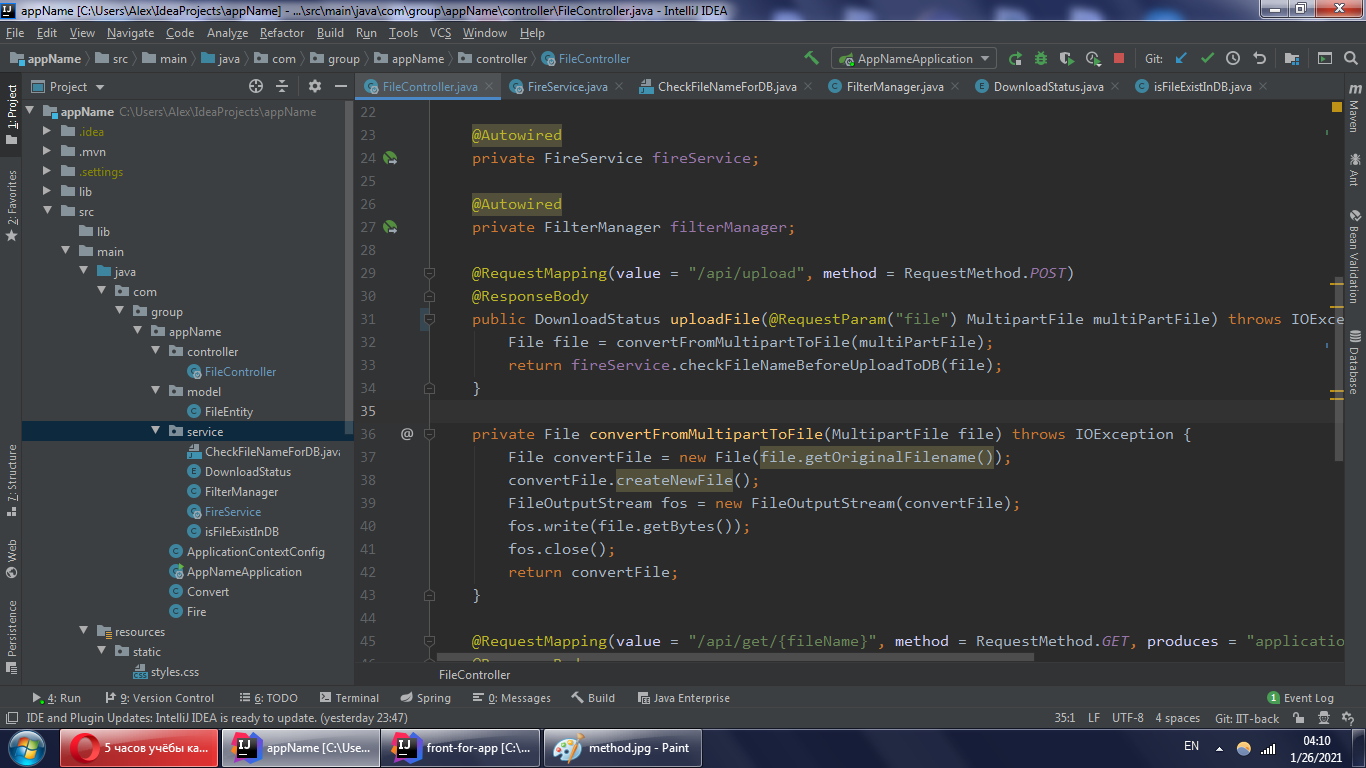 appName [C:\Users\Alex\IdeaProjects\appName] - ...\src\main\java\com\group\appName\controller\FileController.java - IntelliJ IDEA
File Edit View Navigate Code Analyze Refactor Build Run Tools VCS Window Help
appName src main java com group appName controller FileController AppNameApplication Git:
Project FileController.java FireService.java CheckFileNameForDB.java FilterManager.java DownloadStatus.java isFileExistInDB.java
1: Project
2: Favorites
7: Structure
Web
Persistence
appName C:\Users\Alex\IdeaProjects\appName
.idea
.mvn
.settings
lib
src
lib
main
java
com
group
appName
controller
FileController
model
FileEntity
service
CheckFileNameForDB.java
DownloadStatus
FilterManager
FireService
isFileExistInDB
ApplicationContextConfig
AppNameApplication
Convert
Fire
resources
static
styles.css
22
23 @Autowired
24 private FireService fireService;
25
26 @Autowired
27 private FilterManager filterManager;
28
29 @RequestMapping(value = "/api/upload", method = RequestMethod.POST)
30 @ResponseBody
31 public DownloadStatus uploadFile(@RequestParam("file") MultipartFile multiPartFile) throws IOExce
32 File file = convertFromMultipartToFile(multiPartFile);
33 return fireService.checkFileNameBeforeUploadToDB(file);
34 }
35
36 @ private File convertFromMultipartToFile(MultipartFile file) throws IOException {
37 File convertFile = new File(file.getOriginalFilename());
38 convertFile.createNewFile();
39 FileOutputStream fos = new FileOutputStream(convertFile);
40 fos.write(file.getBytes());
41 fos.close();
42 return convertFile;
43 }
44
45 @RequestMapping(value = "/api/get/{fileName}", method = RequestMethod.GET, produces = "applicatio
FileController
Maven
Ant
Bean Validation
Database
4: Run 9: Version Control 6: TODO Terminal Spring 0: Messages Build Java Enterprise 1 Event Log
IDE and Plugin Updates: IntelliJ IDEA is ready to update. (yesterday 23:47) 35:1 LF UTF-8 4 spaces Git: IIT-back
5 часов учёбы ка... appName [C:\Use... front-for-app [C:\... method.jpg - Paint EN 04:10
1/26/2021